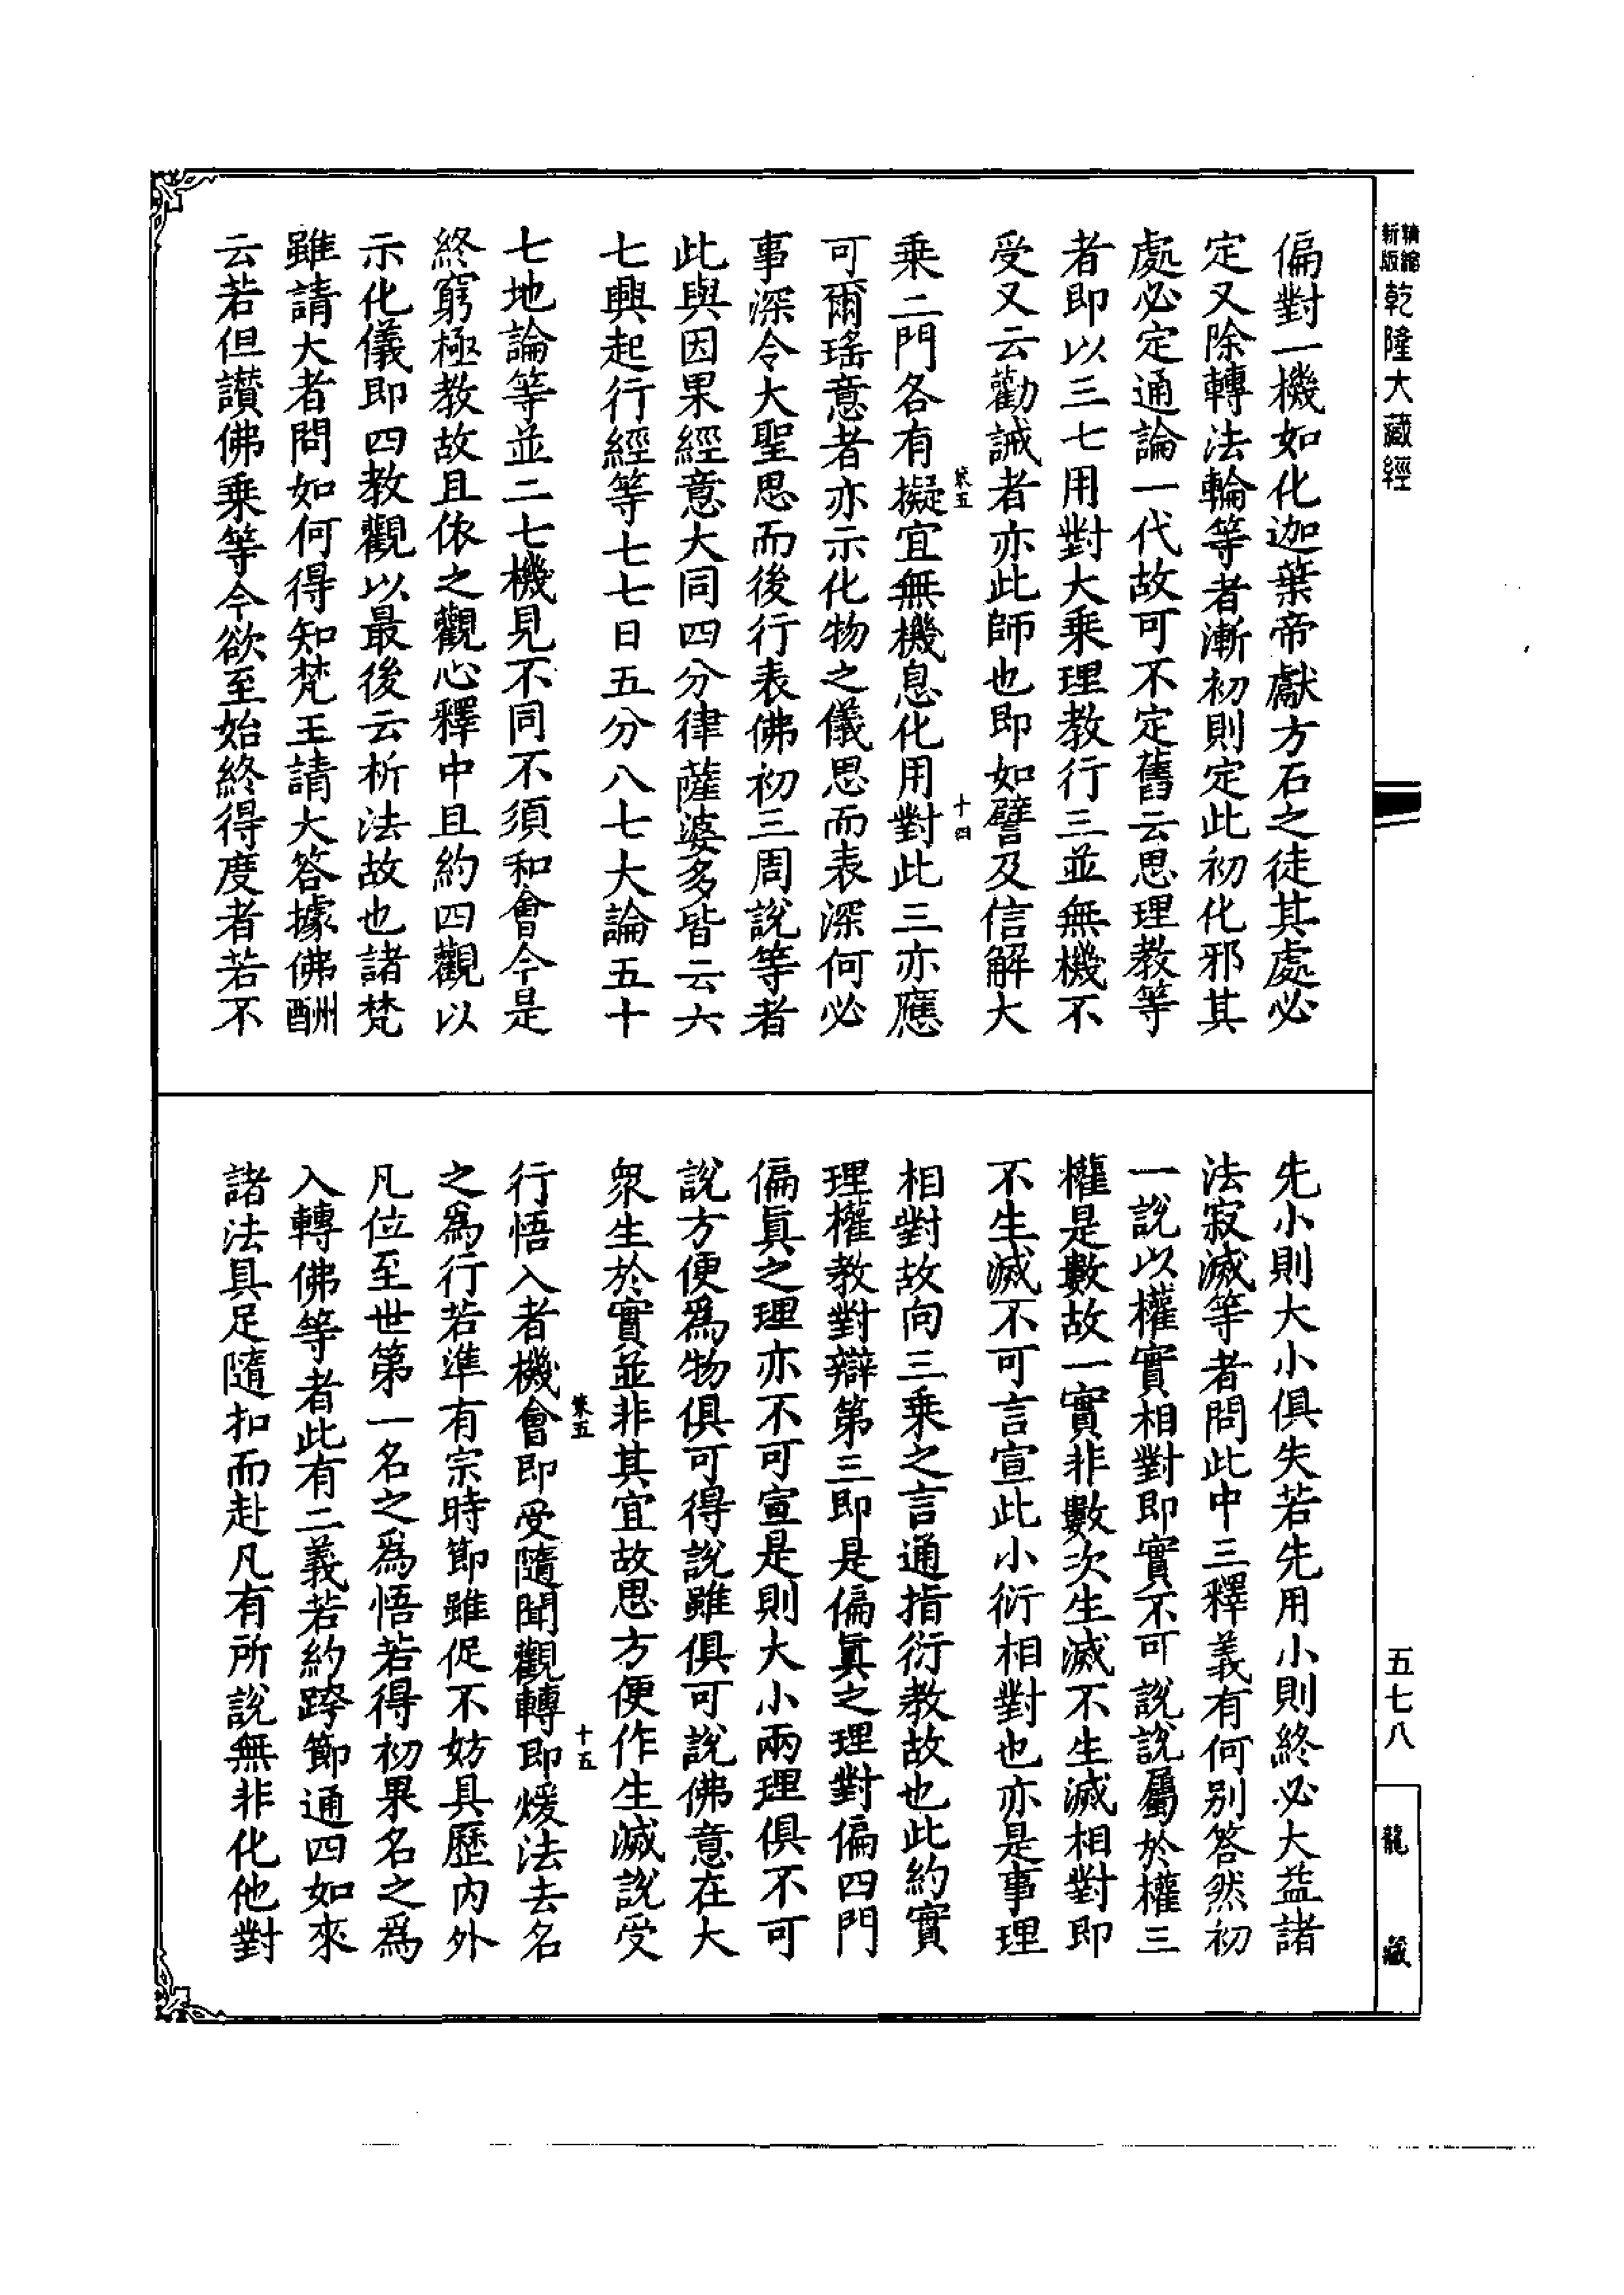 精縮
新版
乾隆大藏經
偏對一機如化迦葉帝獻方石之徒其處必
定又除轉法輪等者漸初則定此初化邪其
處必定通論一代故可不定舊云思理教等
者即以三七用對大乘理教行三並無機不
受又云勸誡者亦此師也即如譬及信解大
乘二門各有擬宜無機息化用對此三亦應
可爾瑤意者亦示化物之儀思而表深何必
事深令大聖思而後行表佛初三周說等者
此與因果經意大同四分律薩婆多皆云六
七興起行經等七七日五分八七大論五十
七地論等並二七機見不同不須和會今是
終窮極教故且依之觀心釋中且約四觀以
示化儀即四教觀以最後云析法故也諸梵
雖請大者問如何得知梵王請大答據佛酬
云若但讚佛乘等今欲至始終得度者若不
五
十四
先小則大小俱失若先用小則終必大益諸
法寂滅等者問此中三釋義有何別答然初
一說以權實相對即實不可說說屬於權三
權是數故一實非數次生滅不生滅相對即
不生滅不可言宣此小衍相對也亦是事理
相對故向三乘之言通指衍教故也此約實
理權教對辯第三即是偏真之理對偏四門
偏真之理亦不可宣是則大小兩理俱不可
說方便為物俱可得說雖俱可說佛意在大
衆生於實並非其宜故思方便作生滅說受
行悟入者機會即受隨聞觀轉即煖法去名
之為行若準有宗時節雖促不妨具歷內外
凡位至世第一名之為悟若得初果名之為
入轉佛等者此有二義若約跨節通四如來
諸法具足隨扣而赴凡有所說無非化他對
五
十五
五七八
龍藏